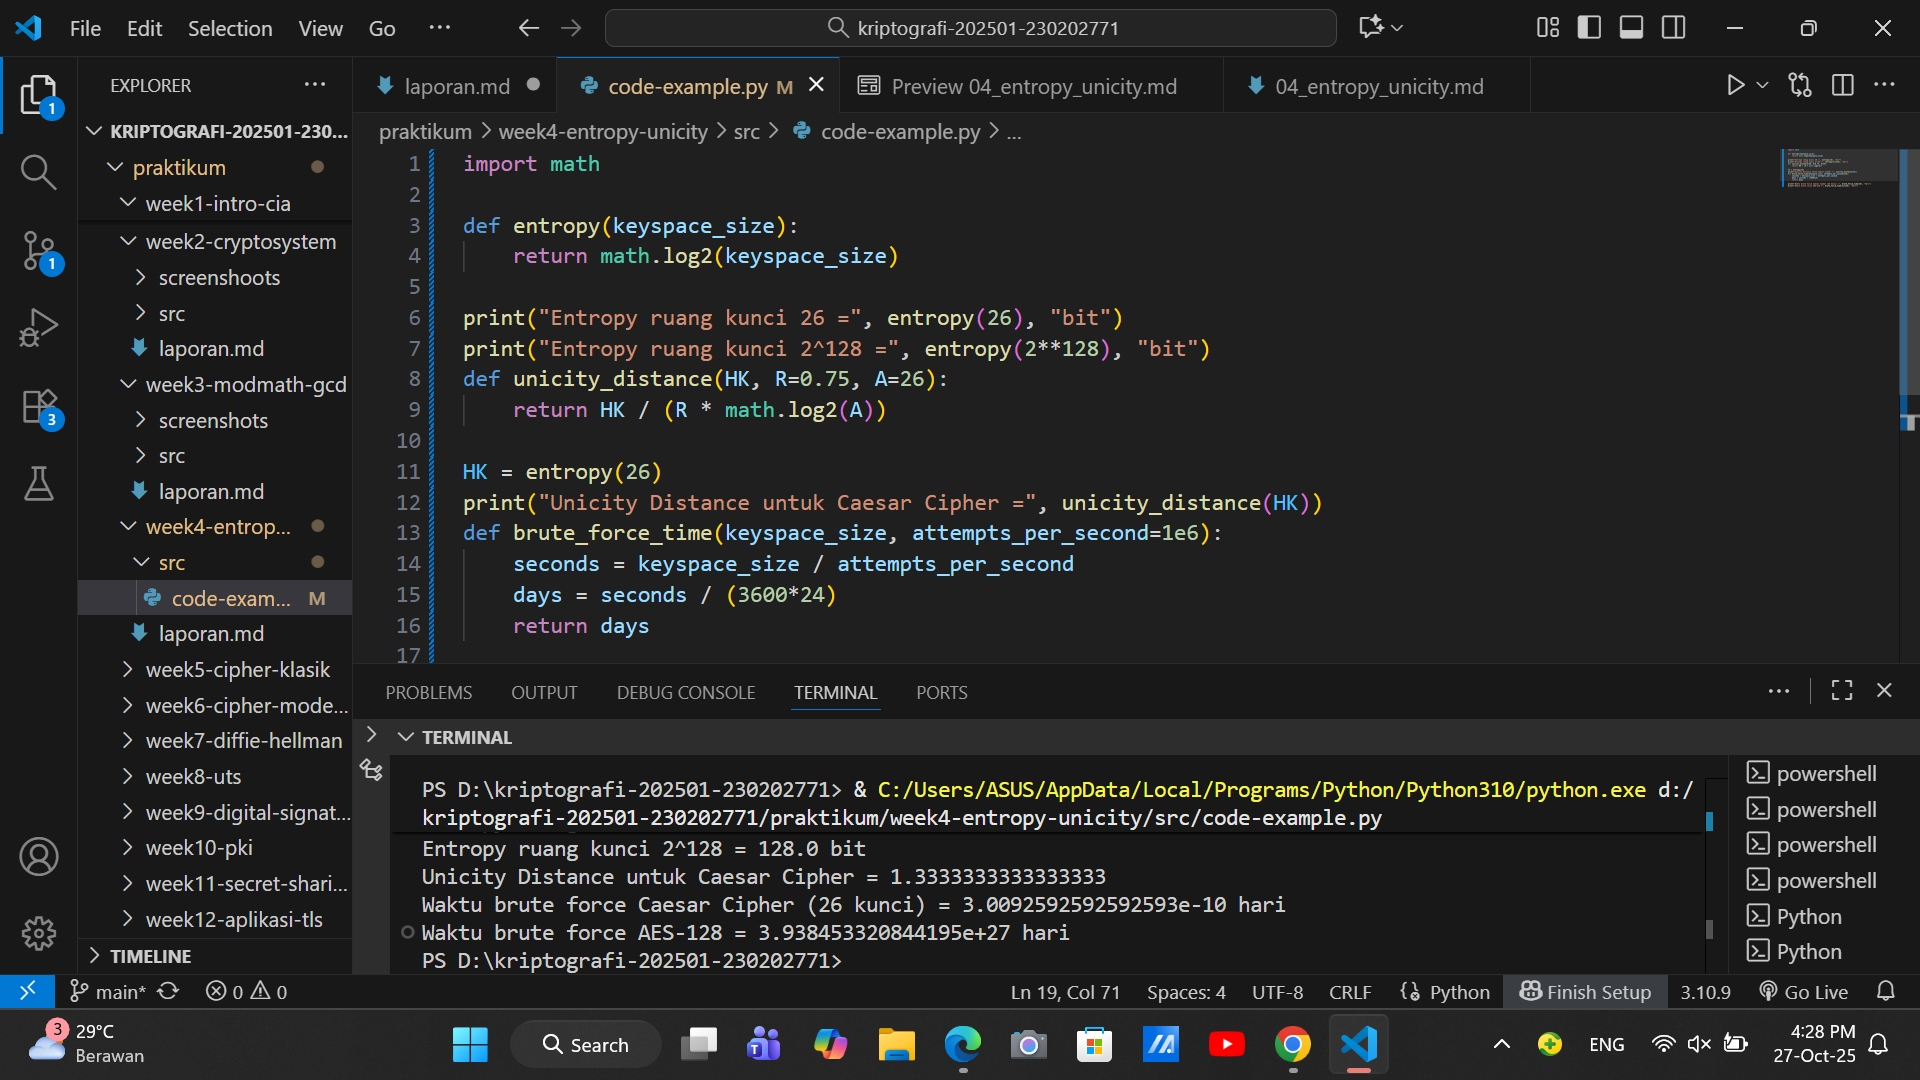 File Edit Selection View Go ···
kriptografi-202501-230202771
EXPLORER ···
KRIPTOGRAFI-202501-230...
praktikum
week1-intro-cia
week2-cryptosystem
screenshoots
src
laporan.md
week3-modmath-gcd
screenshots
src
laporan.md
week4-entrop...
src
code-exam... M
laporan.md
week5-cipher-klasik
week6-cipher-mode...
week7-diffie-hellman
week8-uts
week9-digital-signat...
week10-pki
week11-secret-shari...
week12-aplikasi-tls
TIMELINE
1
1
3
laporan.md
code-example.py M
Preview 04_entropy_unicity.md
04_entropy_unicity.md
praktikum > week4-entropy-unicity > src > code-example.py > ...
1 import math
2
3 def entropy(keyspace_size):
4 return math.log2(keyspace_size)
5
6 print("Entropy ruang kunci 26 =", entropy(26), "bit")
7 print("Entropy ruang kunci 2^128 =", entropy(2**128), "bit")
8 def unicity_distance(HK, R=0.75, A=26):
9 return HK / (R * math.log2(A))
10
11 HK = entropy(26)
12 print("Unicity Distance untuk Caesar Cipher =", unicity_distance(HK))
13 def brute_force_time(keyspace_size, attempts_per_second=1e6):
14 seconds = keyspace_size / attempts_per_second
15 days = seconds / (3600*24)
16 return days
17
PROBLEMS OUTPUT DEBUG CONSOLE TERMINAL PORTS
TERMINAL
PS D:\kriptografi-202501-230202771> & C:/Users/ASUS/AppData/Local/Programs/Python/Python310/python.exe d:/
kriptografi-202501-230202771/praktikum/week4-entropy-unicity/src/code-example.py
Entropy ruang kunci 2^128 = 128.0 bit
Unicity Distance untuk Caesar Cipher = 1.3333333333333333
Waktu brute force Caesar Cipher (26 kunci) = 3.0092592592592593e-10 hari
Waktu brute force AES-128 = 3.938453320844195e+27 hari
PS D:\kriptografi-202501-230202771>
powershell
powershell
powershell
powershell
Python
Python
main* 0 0 Ln 19, Col 71 Spaces: 4 UTF-8 CRLF Python Finish Setup 3.10.9 Go Live
3
29°C
Berawan
Search
ENG
4:28 PM
27-Oct-25